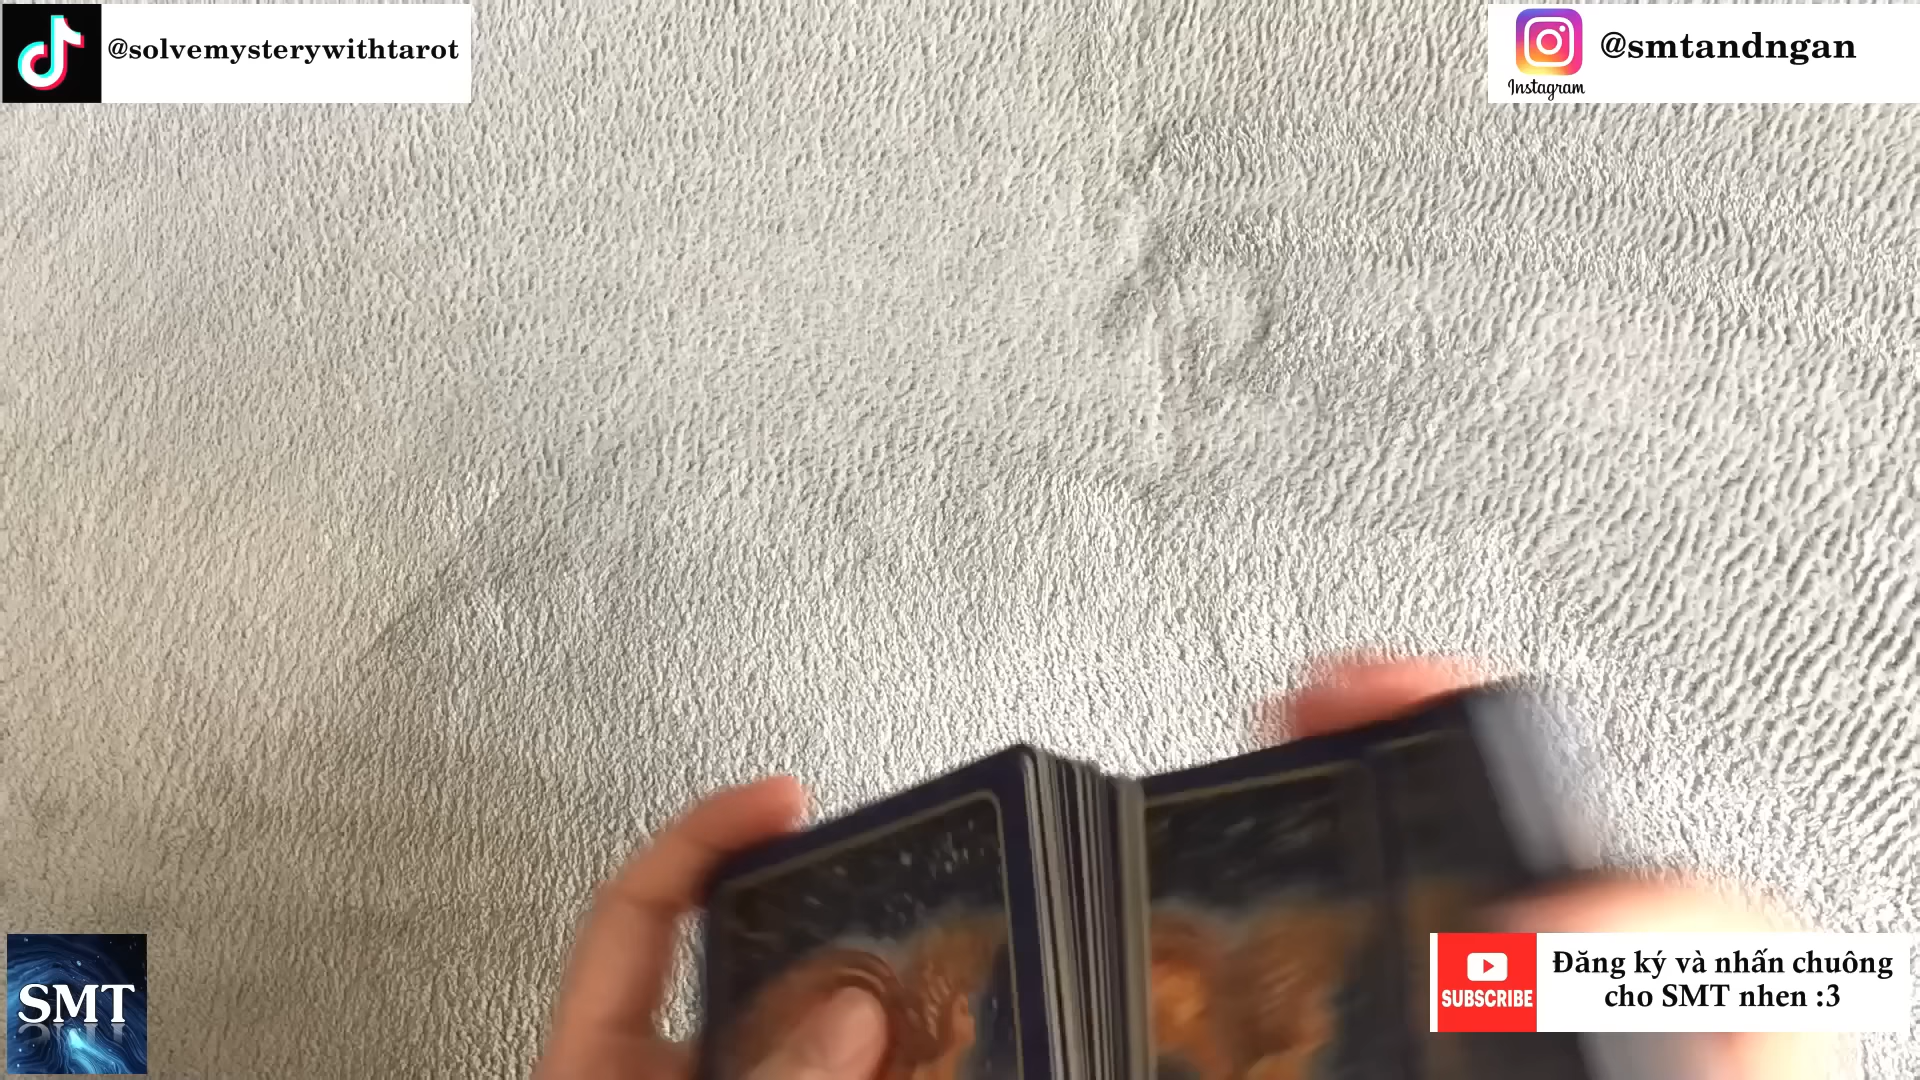 @solvemysterywithtarot
@smtandngan
Instagram
SMT
SUBSCRIBE
Đăng ký và nhấn chuông
cho SMT nhen :3